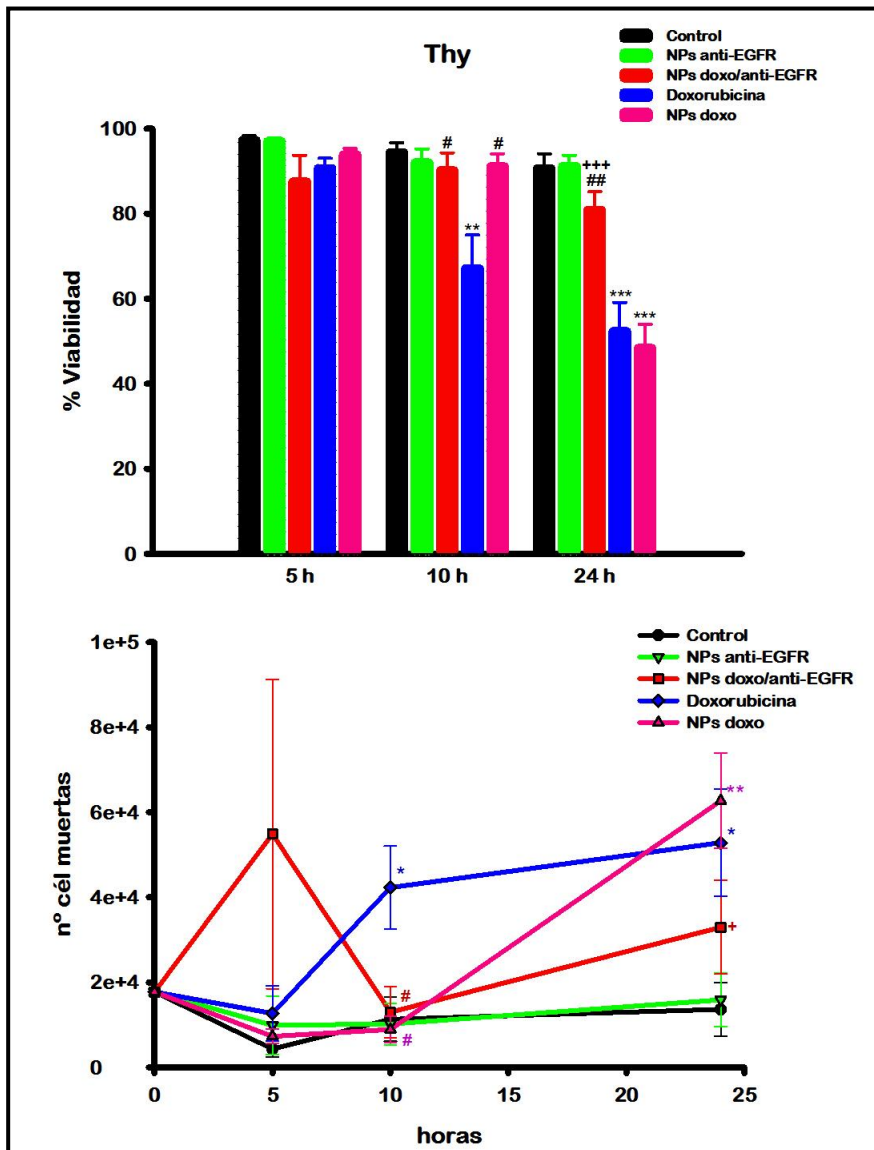 Thy
Control
NPs anti-EGFR
NPs doxo/anti-EGFR
Doxorubicina
NPs doxo
% Viabilidad
100
80
60
40
20
0
#
#
+++
##
**
***
***
5 h
10 h
24 h
Control
NPs anti-EGFR
NPs doxo/anti-EGFR
Doxorubicina
NPs doxo
nº cél muertas
1e+5
8e+4
6e+4
4e+4
2e+4
0
**
*
*
+
#
#
0
5
10
15
20
25
horas